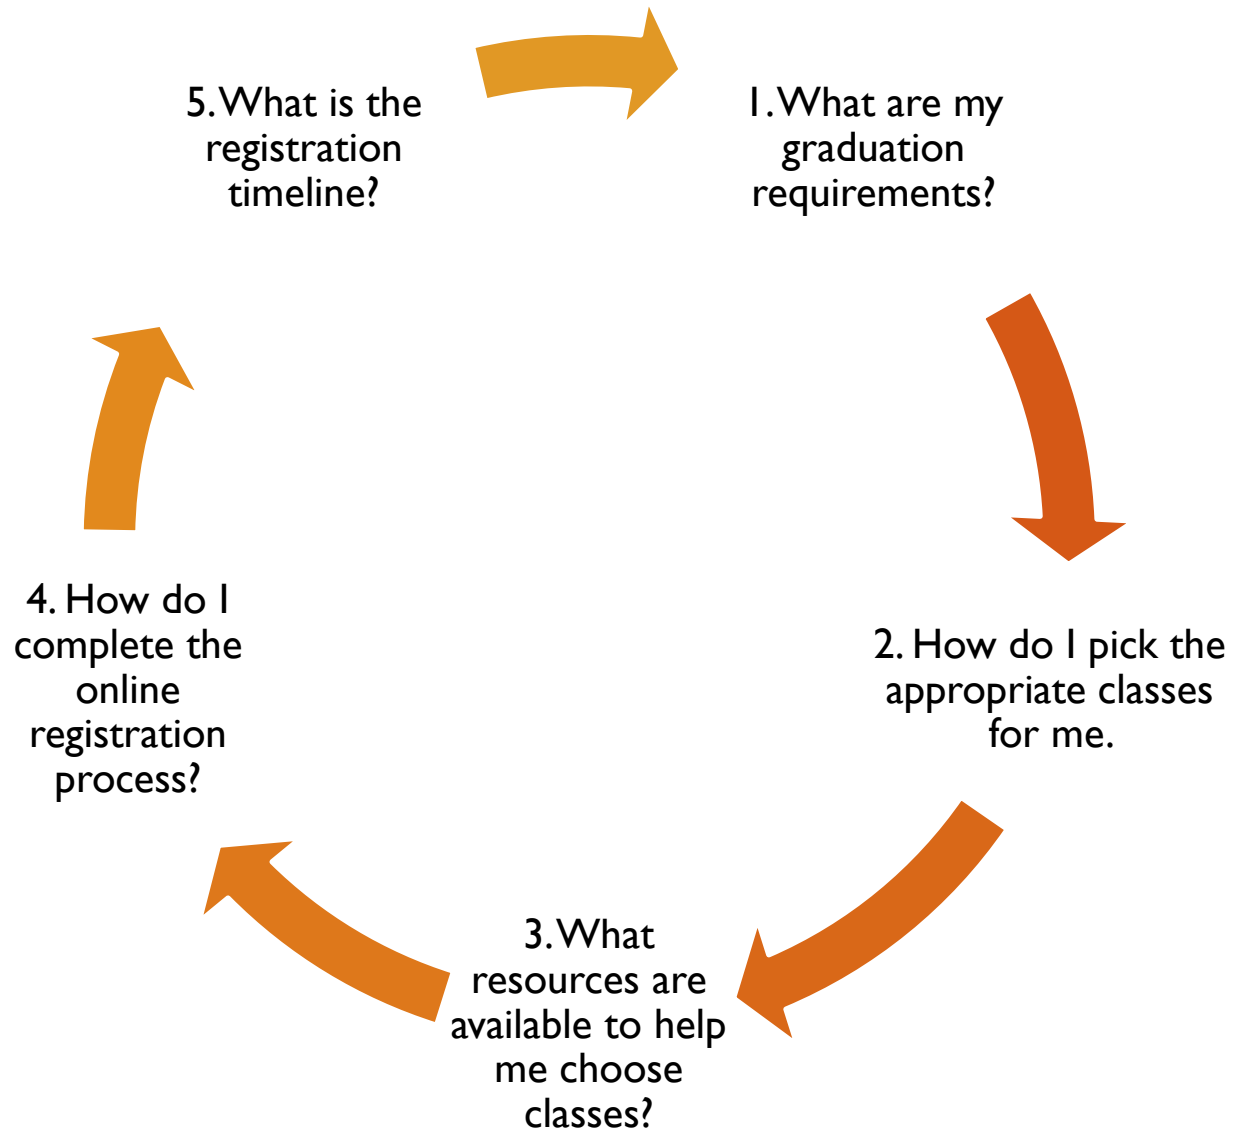 1. What are my
graduation
requirements?
2. How do I pick the
appropriate classes
for me.
3. What
resources are
available to help
me choose
classes?
4. How do I
complete the
online
registration
process?
5. What is the
registration
timeline?